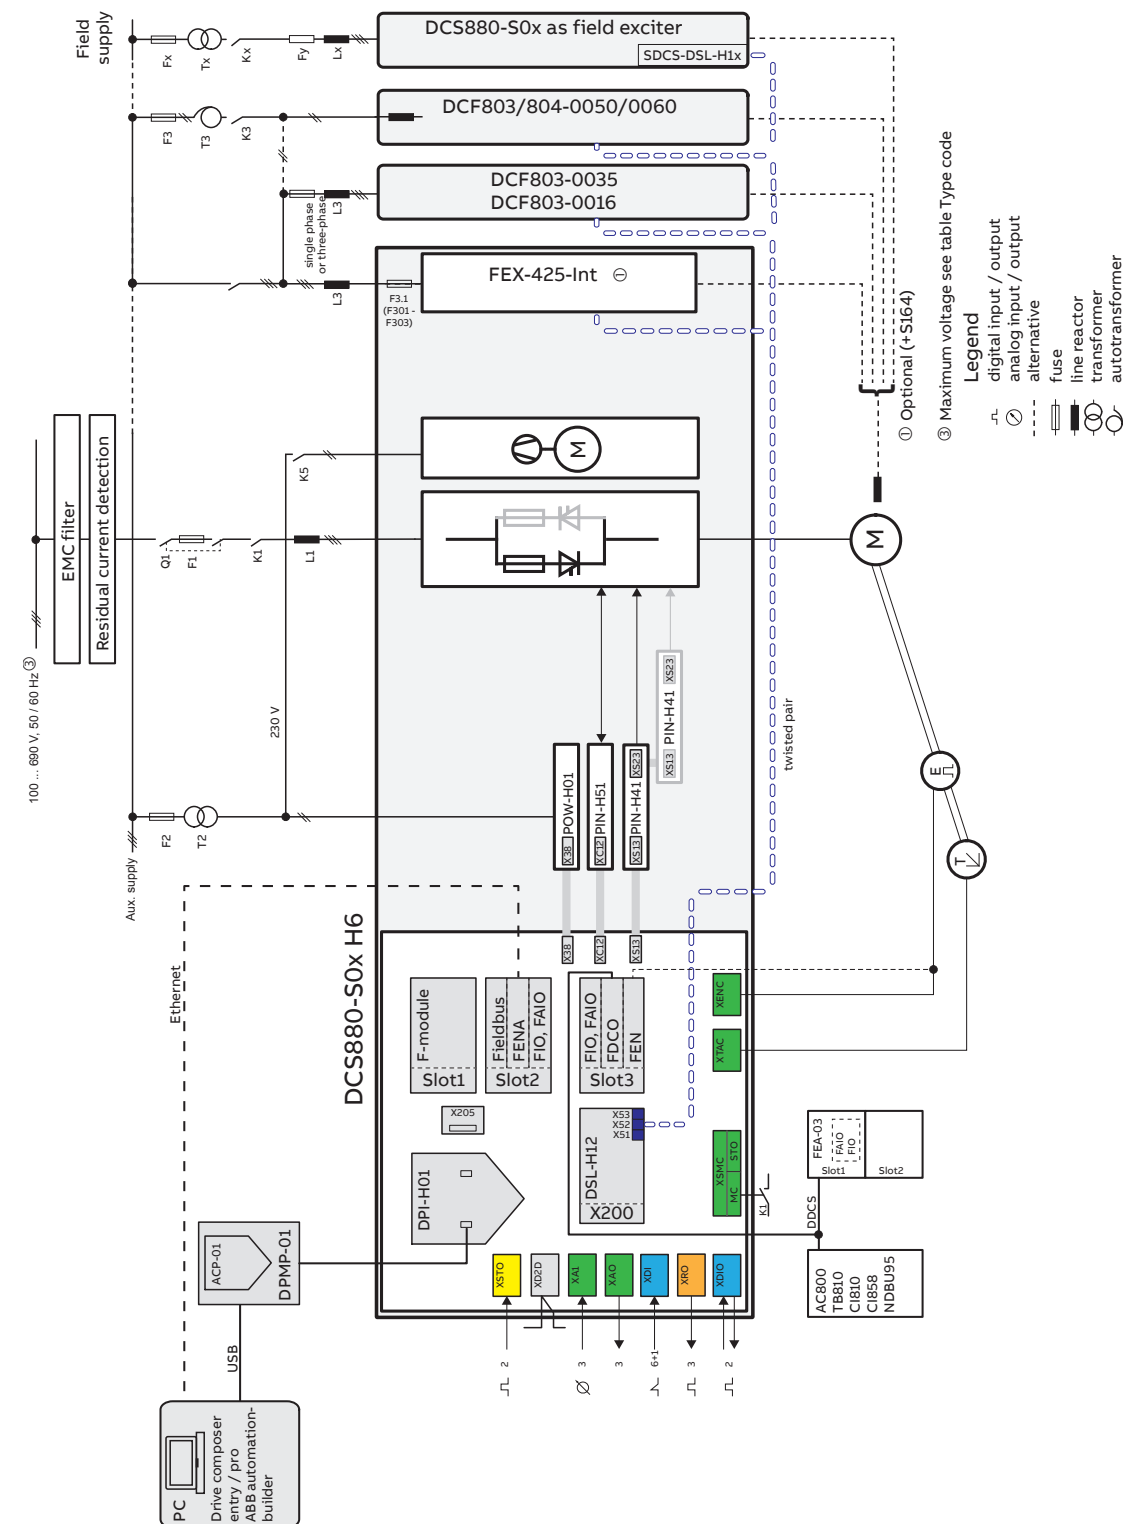 Field
supply
Fx
Tx
Kx
Fy
Lx
DCS880-S0x as field exciter
SDCS-DSL-H1x
F3
T3
K3
DCF803/804-0050/0060
DCF803-0035
DCF803-0016
single phase
or three-phase
L3
L3
F3.1
(F301 -
F303)
FEX-425-Int ①
① Optional (+S164)
③ Maximum voltage see table Type code
Legend
digital input / output
analog input / output
alternative
fuse
line reactor
transformer
autotransformer
100 ... 690 V, 50 / 60 Hz ③
EMC filter
Residual current detection
Q1
F1
K1
L1
K5
M
M
230 V
Aux. supply
F2
T2
X38 POW-H01
XC12 PIN-H51
XS13 PIN-H41 XS23
XS13 PIN-H41 XS23
twisted pair
E
T
DCS880-S0x H6
X38
XC12
XS13
Ethernet
F-module
Slot1
Fieldbus
FENA
FIO, FAIO
Slot2
FIO, FAIO
FDCO
FEN
Slot3
XENC
XTAC
X205
DPI-H01
DSL-H12
X200
X53
X52
X51
XSMC
MC
STO
K1
XSTO
XD2D
XA1
XAO
XDI
XRO
XDIO
2
3
3
6+1
3
2
ACP-01
DPMP-01
USB
PC
Drive composer
entry / pro
ABB automation-
builder
DDCS
FEA-03
FAIO
FIO
Slot1
Slot2
AC800
TB810
CI810
CI858
NDBU95